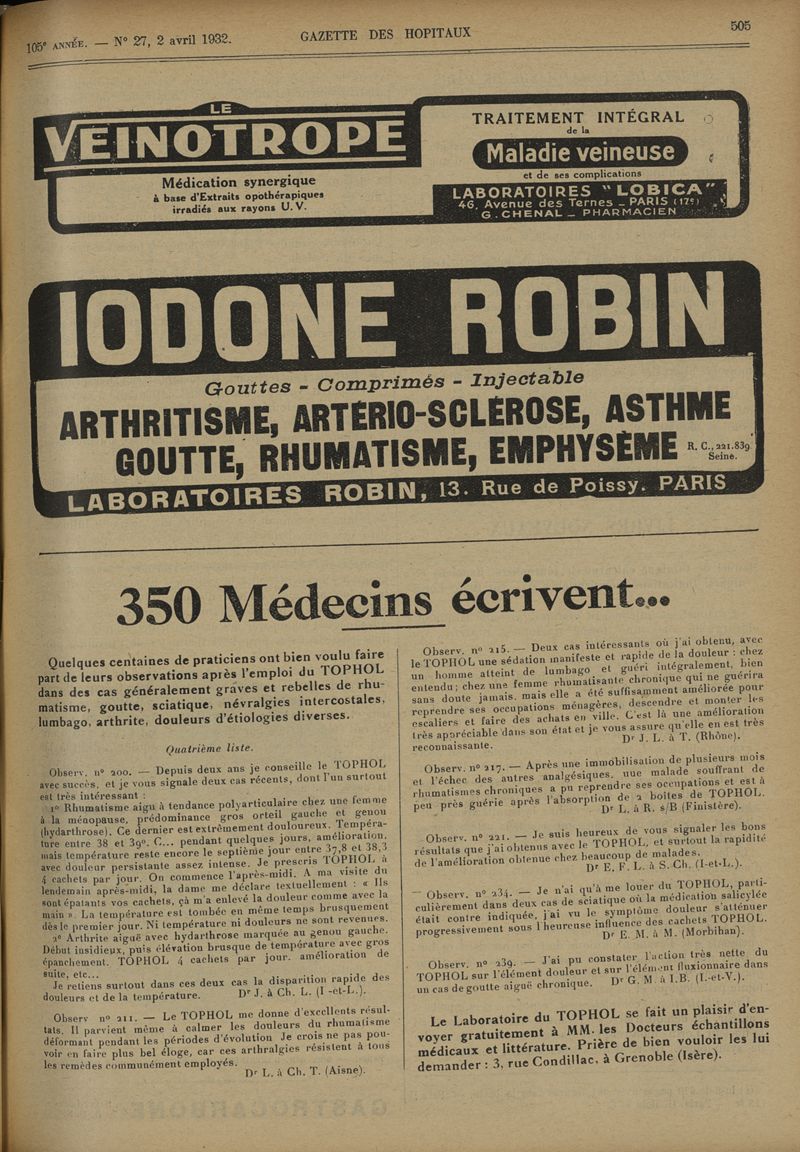 105e ANNÉE. — N° 27, 2 avril 1932.
GAZETTE DES HOPITAUX
505
LE
VEINOTROPE
Médication synergique
à base d'Extraits opothérapiques
irradiés aux rayons U.V.
TRAITEMENT INTÉGRAL
de la
Maladie veineuse
et de ses complications
LABORATOIRES "LOBICA"
46, Avenue des Ternes _ PARIS (17e)
G. CHENAL _ PHARMACIEN
IODONE ROBIN
Gouttes - Comprimés - Injectable
ARTHRITISME, ARTÉRIO-SCLÉROSE, ASTHME
GOUTTE, RHUMATISME, EMPHYSÈME
R. C., 221.839
Seine.
LABORATOIRES ROBIN, 13. Rue de Poissy. PARIS
350 Médecins écrivent...
Quelques centaines de praticiens ont bien voulu faire
part de leurs observations après l'emploi du TOPHOL
dans des cas généralement graves et rebelles de rhu-
matisme, goutte, sciatique, névralgies intercostales,
lumbago, arthrite, douleurs d'étiologies diverses.
Quatrième liste.
Observ. n° 200. — Depuis deux ans je conseille le TOPHOL
avec succès, et je vous signale deux cas récents, dont l'un surtout
est très intéressant :
1° Rhumatisme aigu à tendance polyarticulaire chez une femme
à la ménopause, prédominance gros orteil gauche et genou
(hydarthrose). Ce dernier est extrêmement douloureux. Tempéra-
ture entre 38 et 39°. C... pendant quelques jours, amélioration,
mais température reste encore le septième jour entre 37,8 et 38,3
avec douleur persistante assez intense. Je prescris TOPHOL à
4 cachets par jour. On commence l'après-midi. A ma visite du
lendemain après-midi, la dame me déclare textuellement : « Ils
sont épatants vos cachets, çà m'a enlevé la douleur comme avec la
main ». La température est tombée en même temps brusquement
dès le premier jour. Ni température ni douleurs ne sont revenues.
2° Arthrite aiguë avec hydarthrose marquée au genou gauche.
Début insidieux, puis élévation brusque de température avec gros
épanchement. TOPHOL 4 cachets par jour. amélioration de
suite, etc...
Je retiens surtout dans ces deux cas la disparition rapide des
douleurs et de la température. Dr J. à Ch. L. (I-et-L.).
Observ n° 211. — Le TOPHOL me donne d'excellents résul-
tats. Il parvient même à calmer les douleurs du rhumatisme
déformant pendant les périodes d'évolution Je crois ne pas pou-
voir en faire plus bel éloge, car ces arthralgies résistent à tous
les remèdes communément employés.
Dr L. à Ch. T. (Aisne).
Observ. n° 215. — Deux cas intéressants où j'ai obtenu, avec
le TOPHOL une sédation manifeste et rapide de la douleur : chez
un homme atteint de lumbago et guéri intégralement, bien
entendu ; chez une femme rhumatisante chronique qui ne guérira
sans doute jamais, mais elle a été suffisamment améliorée pour
reprendre ses occupations ménagères, descendre et monter les
escaliers et faire des achats en ville. C'est là une amélioration
très appréciable dans son état et je vous assure qu'elle en est très
reconnaissante. Dr J. L. à T. (Rhône).
Observ. n° 217. — Après une immobilisation de plusieurs mois
et l'échec des autres analgésiques, une malade souffrant de
rhumatismes chroniques a pu reprendre ses occupations et est à
peu près guérie après l'absorption de 2 boîtes de TOPHOL.
Dr L. à R. s/B (Finistère).
Observ. n° 221. — Je suis heureux de vous signaler les bons
résultats que j'ai obtenus avec le TOPHOL, et surtout la rapidité
de l'amélioration obtenue chez beaucoup de malades.
Dr E. F. L. à S. Ch. (I-et-L.).
Observ. n° 234. — Je n'ai qu'à me louer du TOPHOL, parti-
culièrement dans deux cas de sciatique où la médication salicylée
était contre indiquée, j'ai vu le symptôme douleur s'atténuer
progressivement sous l'heureuse influence des cachets TOPHOL.
Dr E. M. à M. (Morbihan).
Observ. n° 239. — J'ai pu constater l'action très nette du
TOPHOL sur l'élément douleur et sur l'élément fluxionnaire dans
un cas de goutte aiguë chronique. Dr G. M. à I.B. (I.-et-V.).
Le Laboratoire du TOPHOL se fait un plaisir d'en-
voyer gratuitement à MM. les Docteurs échantillons
médicaux et littérature. Prière de bien vouloir les lui
demander : 3, rue Condillac, à Grenoble (Isère).